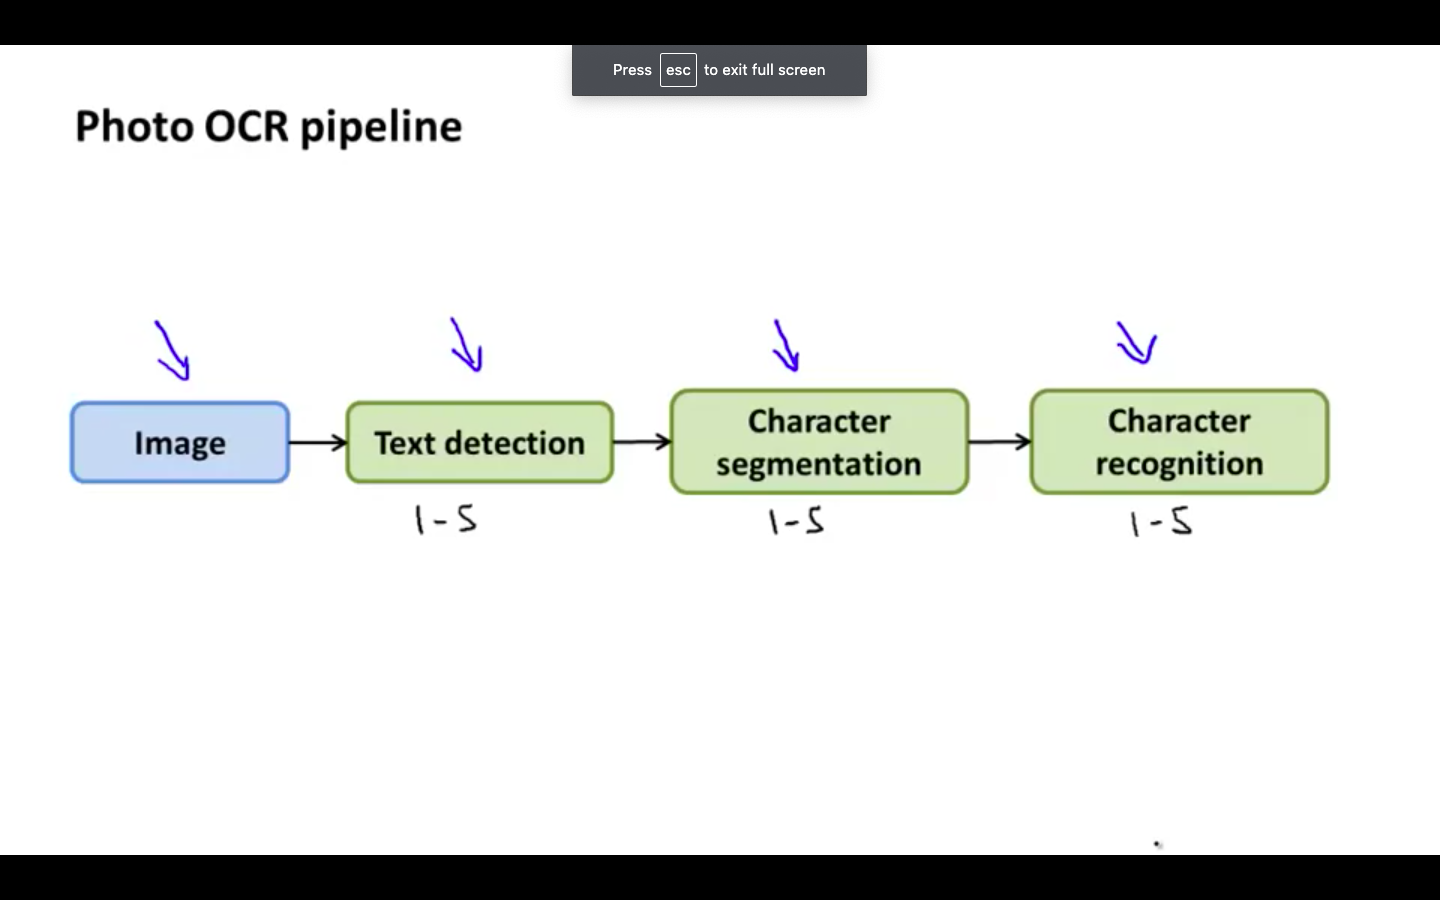 Press esc to exit full screen
Photo OCR pipeline
Image
Text detection
Character
segmentation
Character
recognition
1-5
1-5
1-5